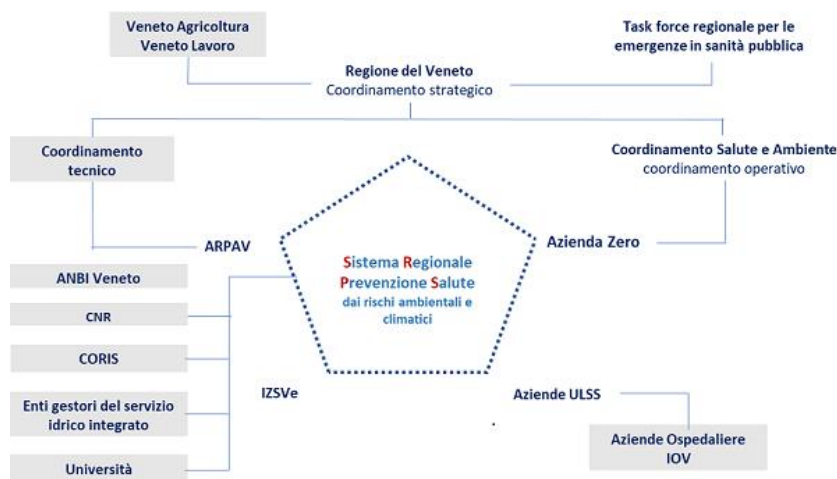 Veneto Agricoltura
Veneto Lavoro
Task force regionale per le
emergenze in sanità pubblica
Regione del Veneto
Coordinamento strategico
Coordinamento
tecnico
Coordinamento Salute e Ambiente
coordinamento operativo
ARPAV
Azienda Zero
Sistema Regionale
Prevenzione Salute
dai rischi ambientali e
climatici
ANBI Veneto
CNR
CORIS
IZSVe
Aziende ULSS
Enti gestori del servizio
idrico integrato
Aziende Ospedaliere
IOV
Università